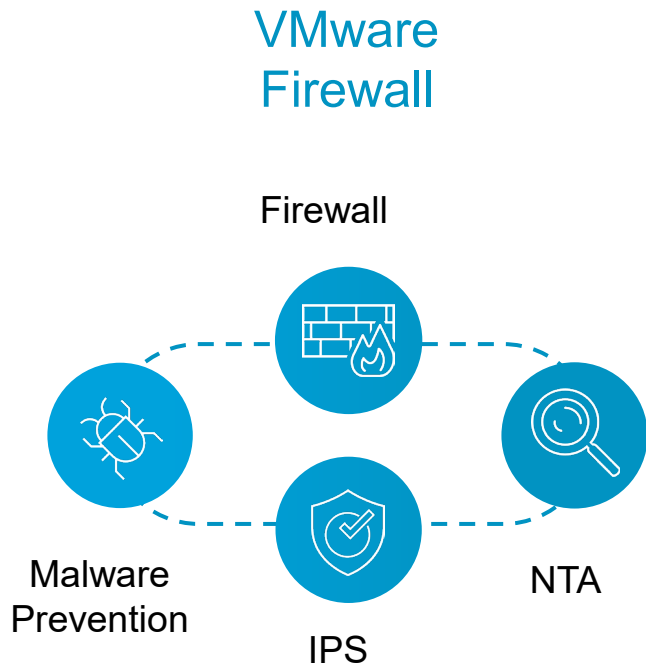 VMware
Firewall
Firewall
Malware
Prevention
IPS
NTA